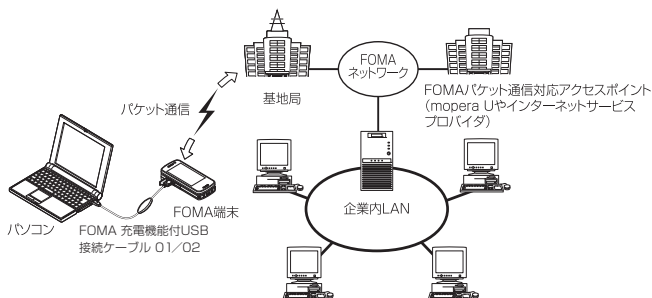 FOMA
ネットワーク
基地局
FOMAパケット通信対応アクセスポイント
(mopera Uやインターネットサービス
プロバイダ)
パケット通信
FOMA端末
パソコン
FOMA 充電機能付USB
接続ケーブル 01／02
企業内LAN